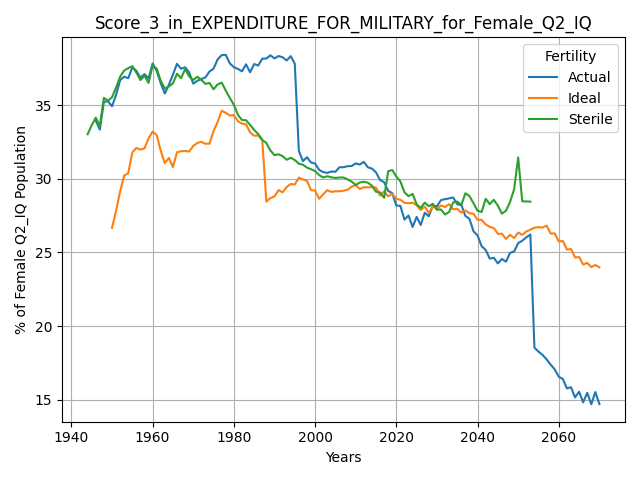 Score_3_in_EXPENDITURE_FOR_MILITARY_for_Female_Q2_IQ
Fertility
Actual
Ideal
Sterile
% of Female Q2_IQ Population
35
30
25
20
15
1940
1960
1980
2000
2020
2040
2060
Years